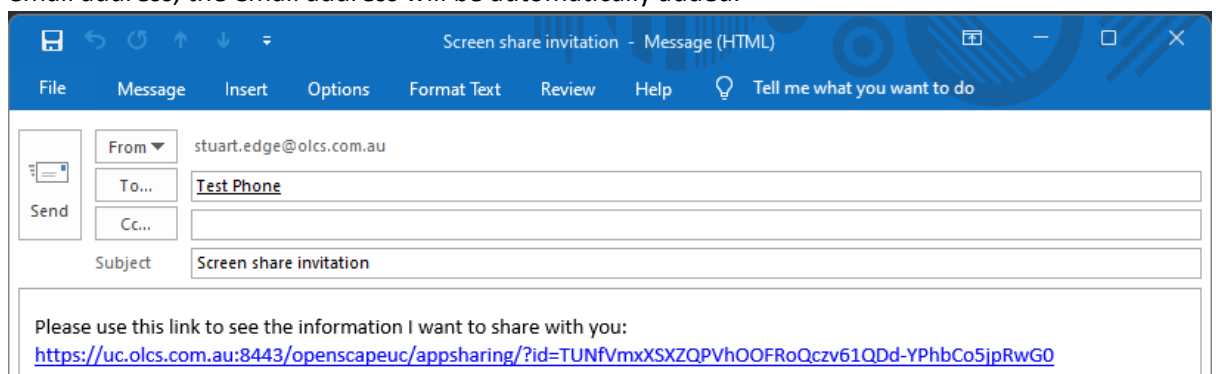 email address, the email address will be automatically added.
Screen share invitation - Message (HTML)
File Message Insert Options Format Text Review Help Tell me what you want to do
From stuart.edge@olcs.com.au
To... Test Phone
Send
Cc...
Subject Screen share invitation
Please use this link to see the information I want to share with you:
https://uc.olcs.com.au:8443/openscapeuc/appsharing/?id=TUNfVmxXSXZQPVhOOFRoQczv61QDd-YPhbCo5jpRwG0